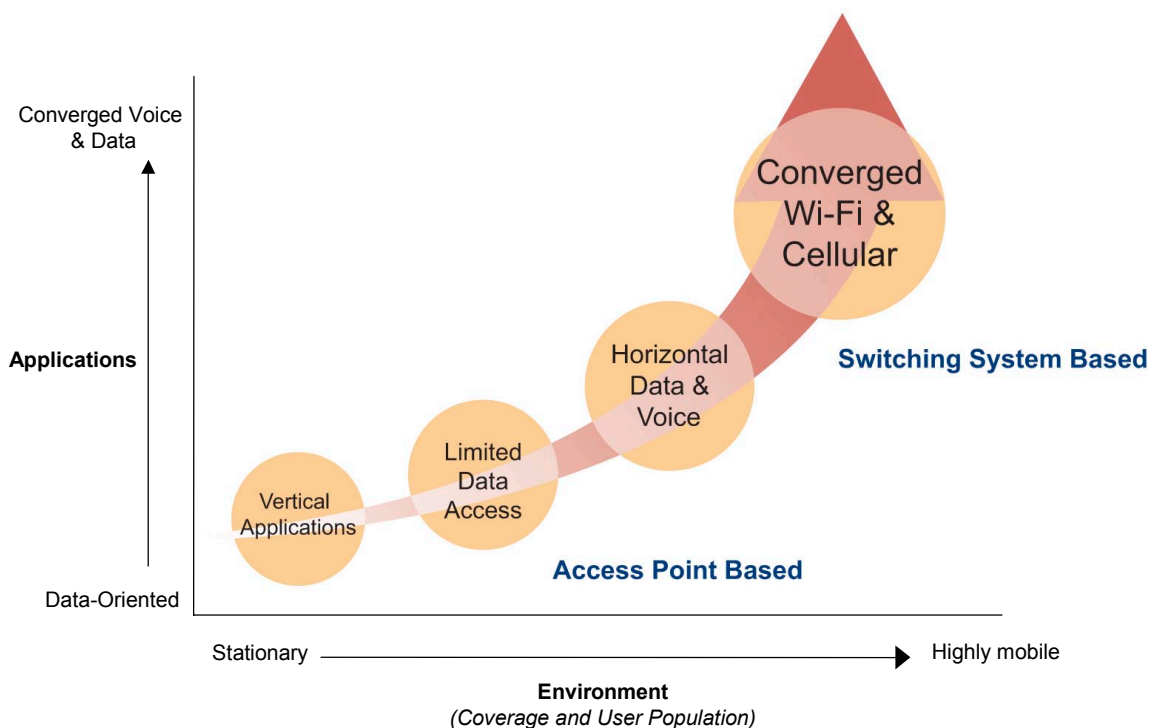 Converged Voice
& Data
Applications
Data-Oriented
Converged
Wi-Fi &
Cellular
Horizontal
Data &
Voice
Limited
Data
Access
Vertical
Applications
Switching System Based
Access Point Based
Stationary
Highly mobile
Environment
(Coverage and User Population)